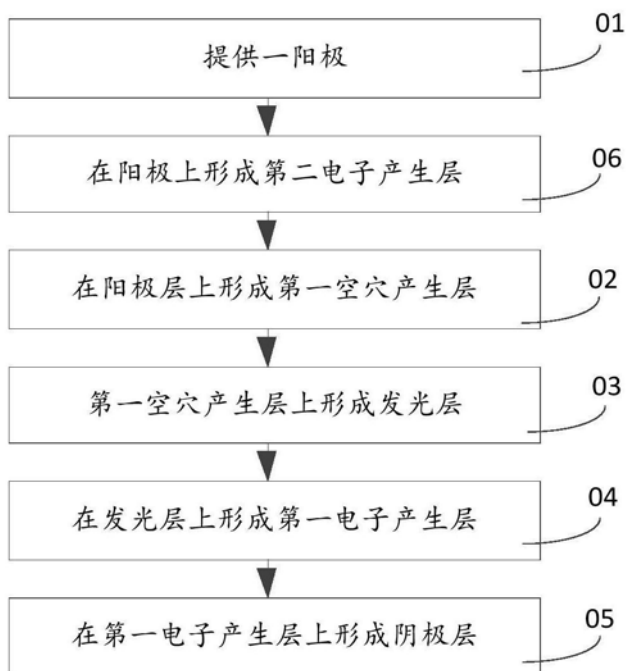 提供一阳极
01
在阳极上形成第二电子产生层
06
在阳极层上形成第一空穴产生层
02
第一空穴产生层上形成发光层
03
在发光层上形成第一电子产生层
04
在第一电子产生层上形成阴极层
05